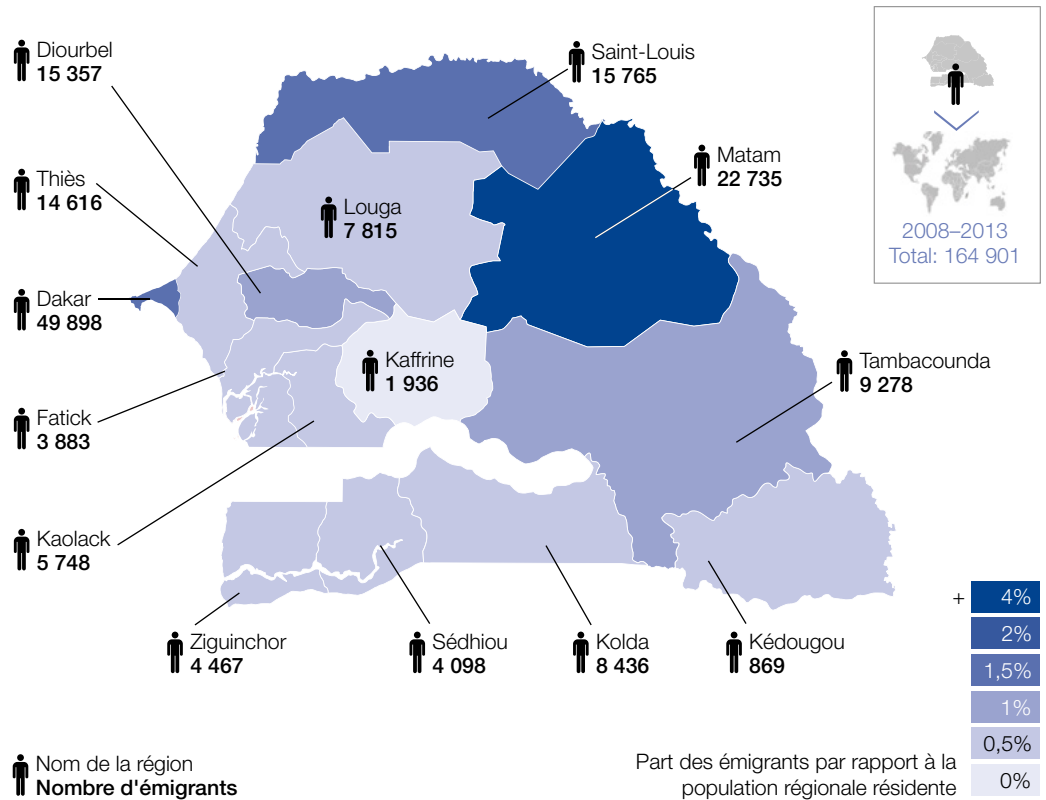 Diourbel
15 357
Saint-Louis
15 765
Matam
22 735
2008–2013
Total: 164 901
Thiès
14 616
Louga
7 815
Dakar
49 898
Kaffrine
1 936
Tambacounda
9 278
Fatick
3 883
Kaolack
5 748
Ziguinchor
4 467
Sédhiou
4 098
Kolda
8 436
Kédougou
869
+ 4%
2%
1,5%
1%
0,5%
0%
Part des émigrants par rapport à la
population régionale résidente
Nom de la région
Nombre d'émigrants